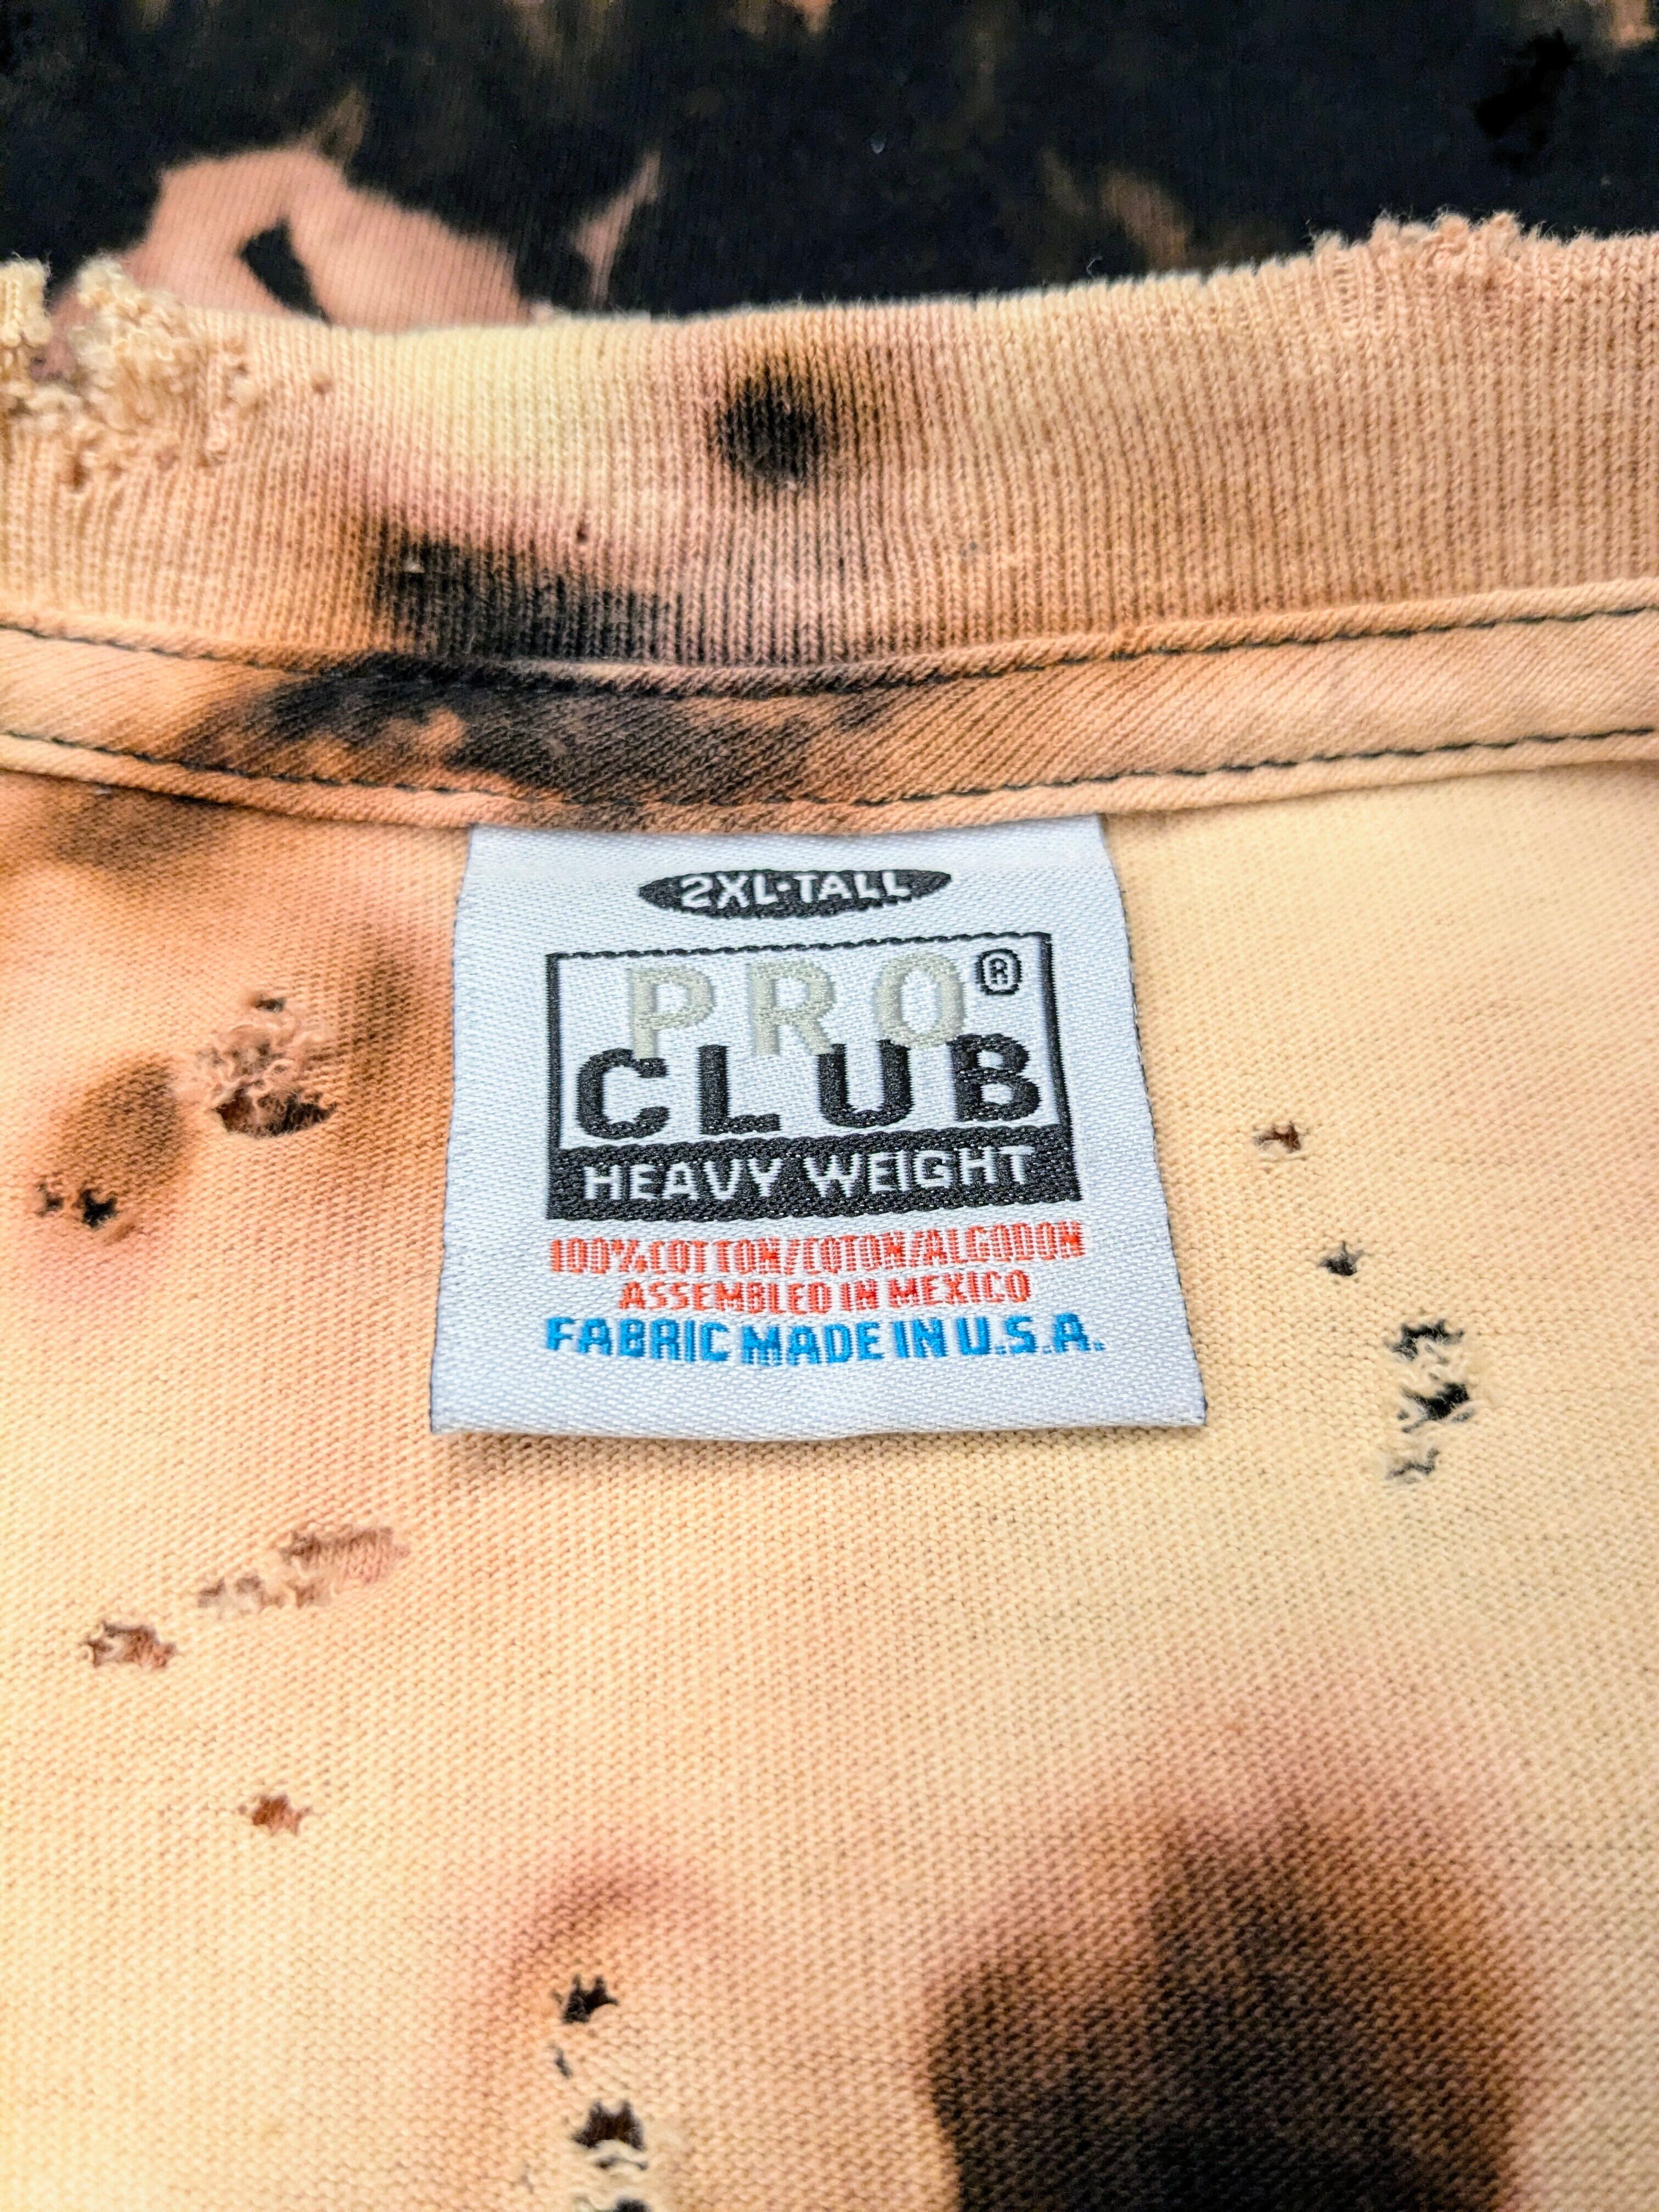 2XL·TALL
PRO®
CLUB
HEAVY WEIGHT
100%COTTON/COTON/ALGODON
ASSEMBLED IN MEXICO
FABRIC MADE IN U.S.A.